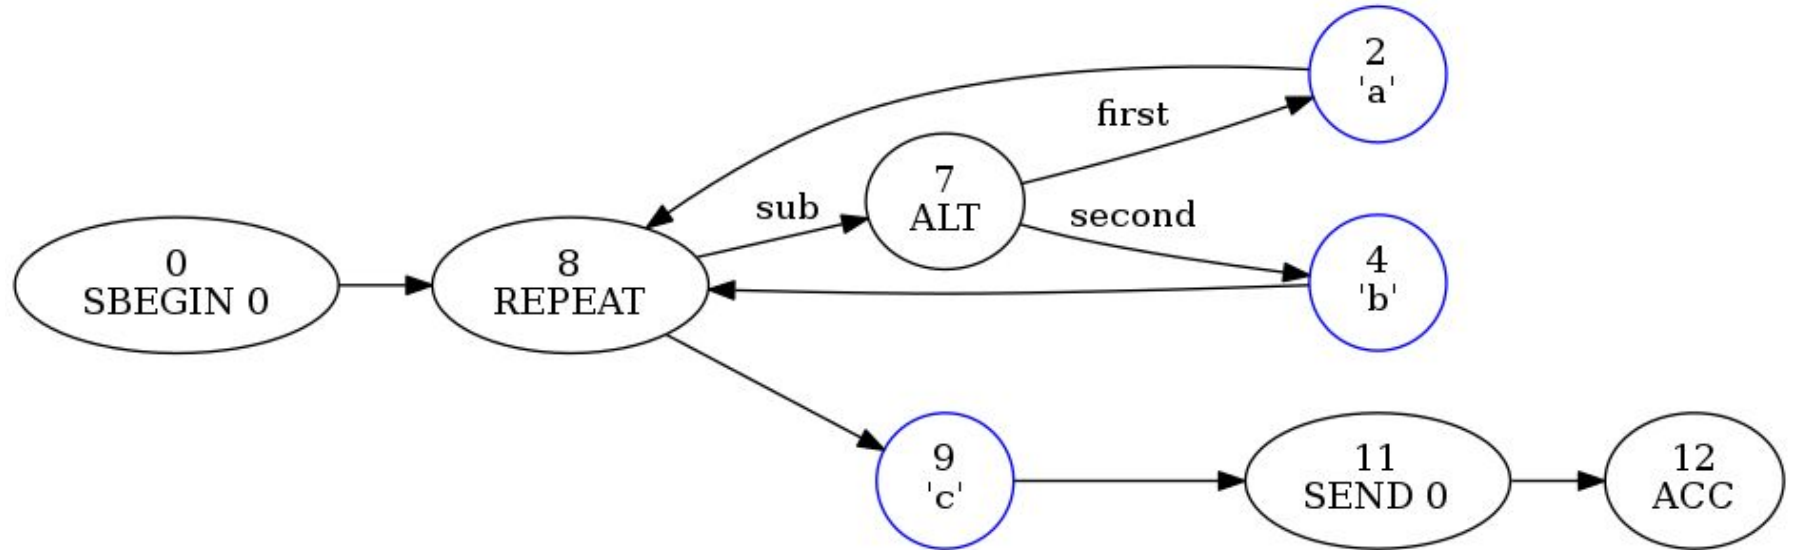 2
'a'
first
7
ALT
sub
second
0
SBEGIN 0
8
REPEAT
4
'b'
9
'c'
11
SEND 0
12
ACC